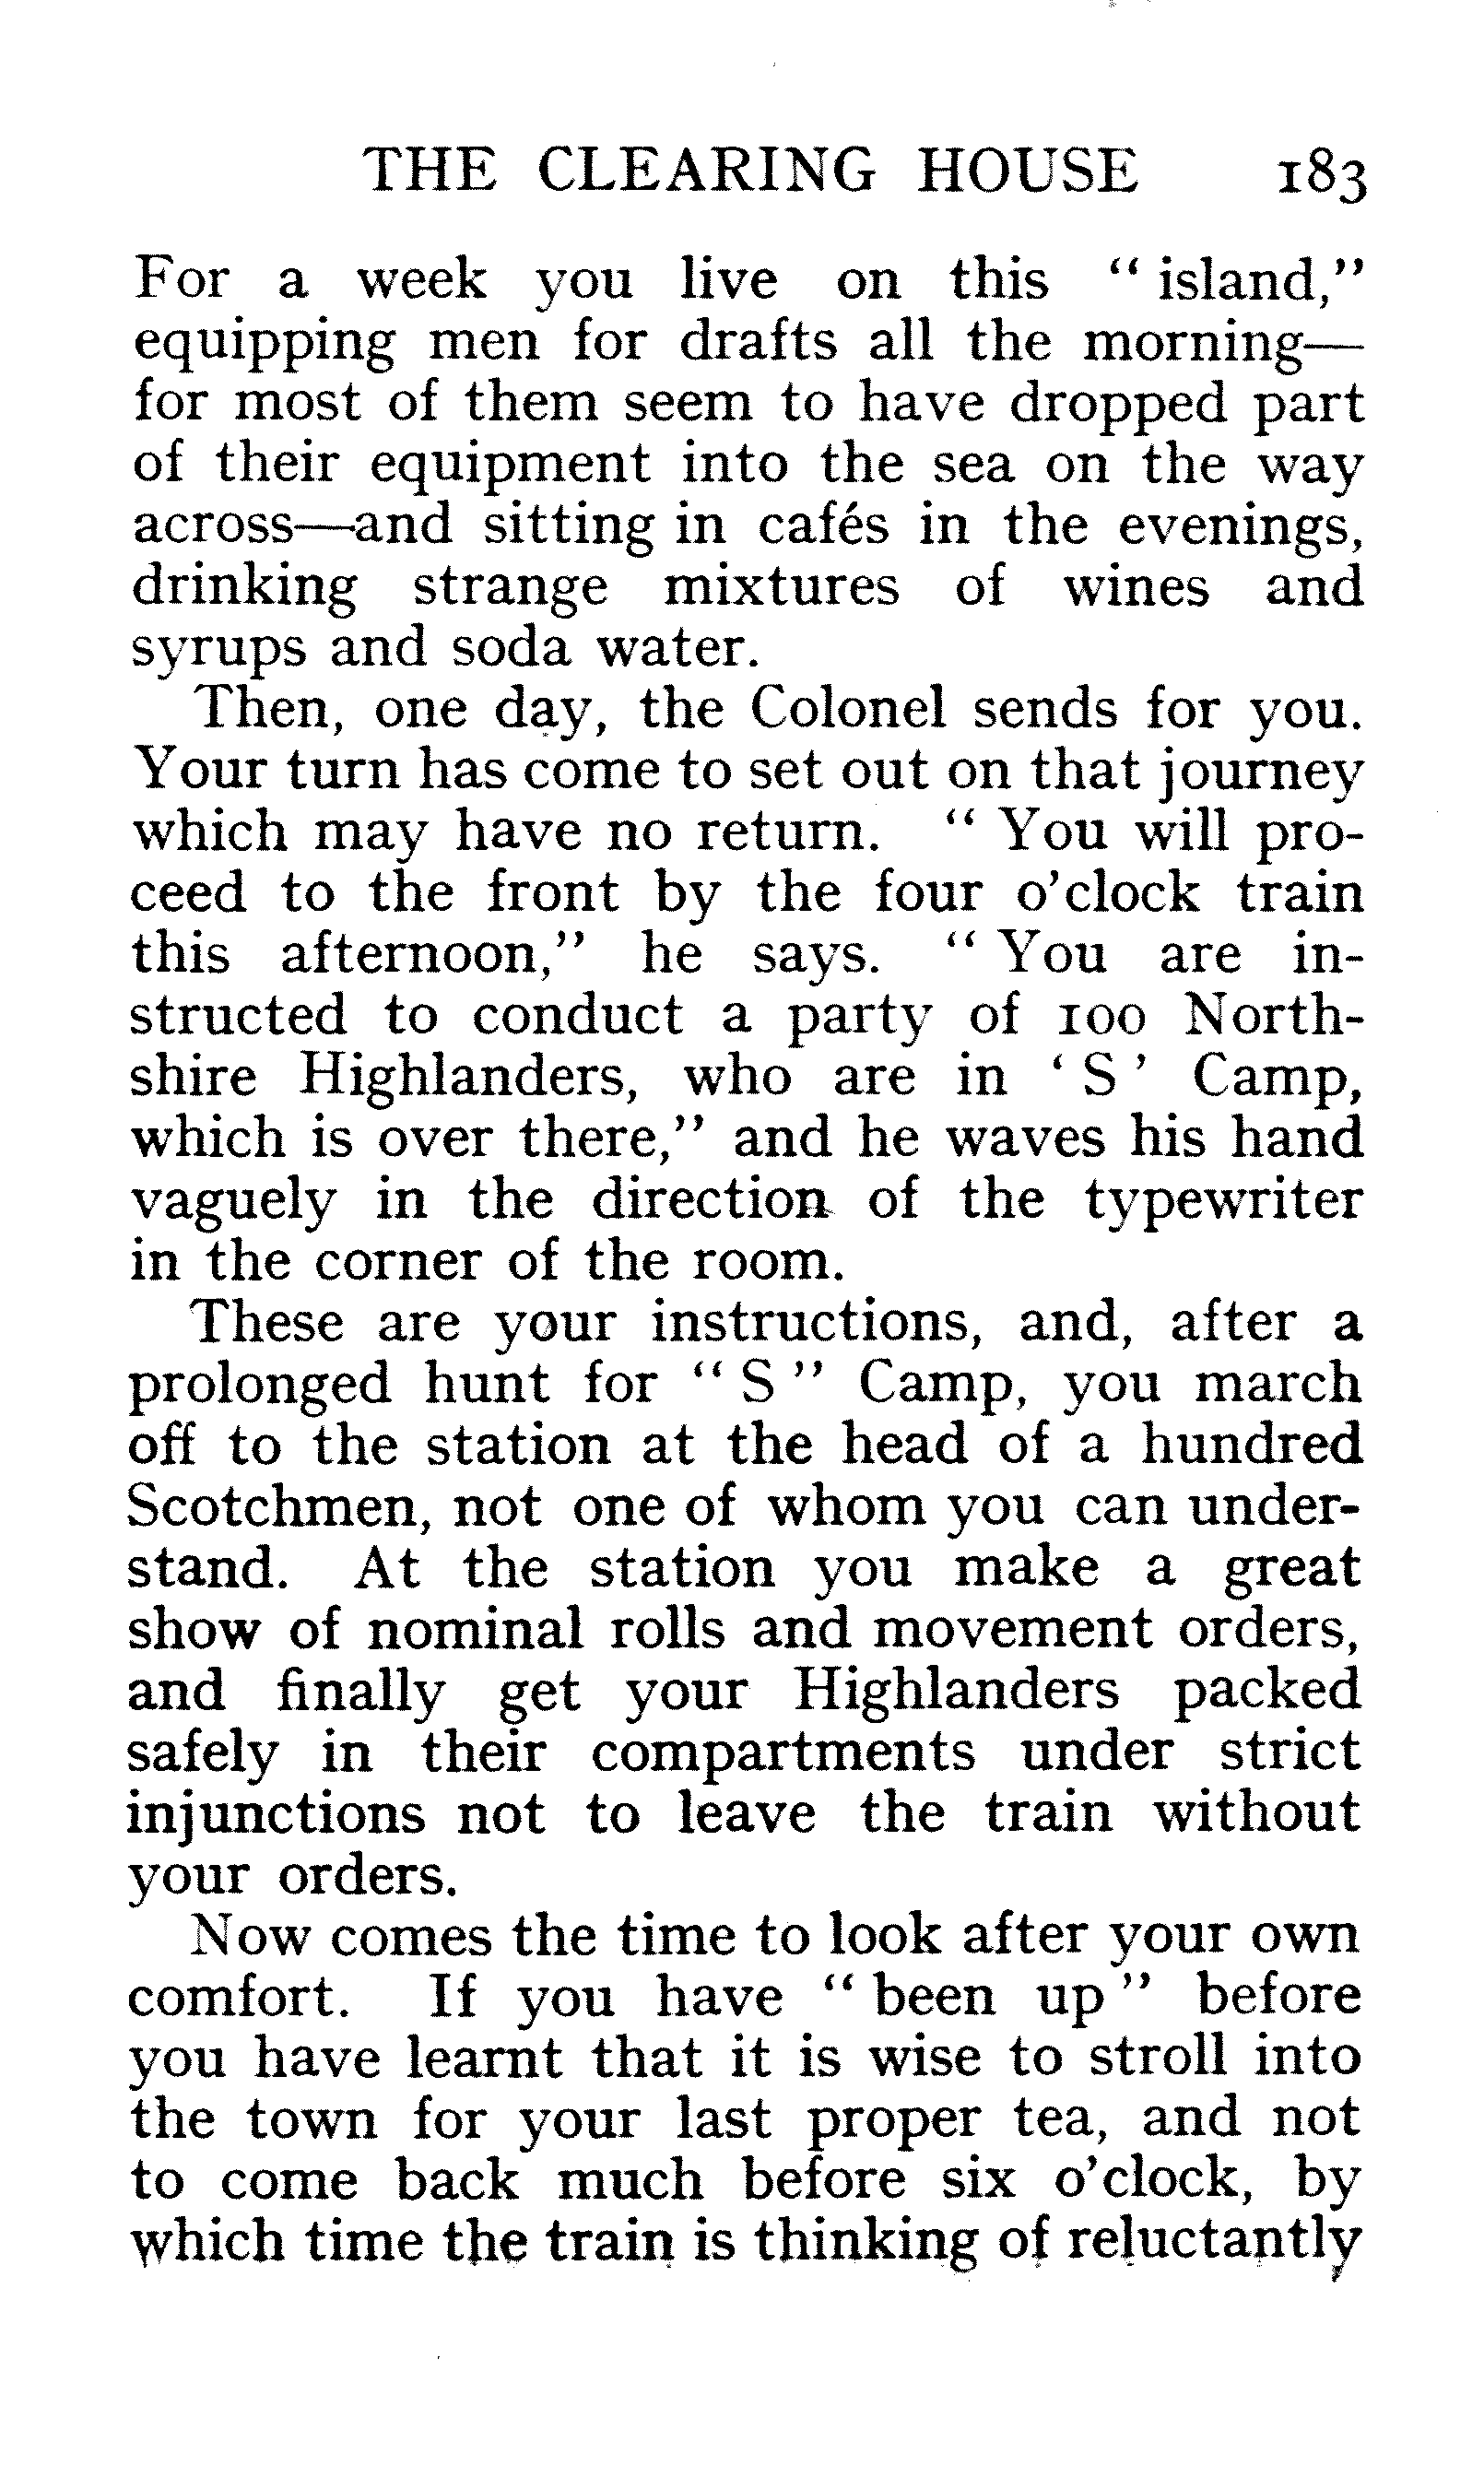 THE CLEARING HOUSE 183
For a week you live on this “ island,”
equipping men for drafts all the morning—
for most of them seem to have dropped part
of their equipment into the sea on the way
across—and sitting in cafés in the evenings,
drinking strange mixtures of wines and
syrups and soda water.
Then, one day, the Colonel sends for you.
Your turn has come to set out on that journey
which may have no return. “ You will pro-
ceed to the front by the four o’clock train
this afternoon,” he says. “ You are in-
structed to conduct a party of 100 North-
shire Highlanders, who are in ‘ S ’ Camp,
which is over there,” and he waves his hand
vaguely in the direction of the typewriter
in the corner of the room.
These are your instructions, and, after a
prolonged hunt for “ S ” Camp, you march
off to the station at the head of a hundred
Scotchmen, not one of whom you can under-
stand. At the station you make a great
show of nominal rolls and movement orders,
and finally get your Highlanders packed
safely in their compartments under strict
injunctions not to leave the train without
your orders.
Now comes the time to look after your own
comfort. If you have “ been up ” before
you have learnt that it is wise to stroll into
the town for your last proper tea, and not
to come back much before six o’clock, by
which time the train is thinking of reluctantly